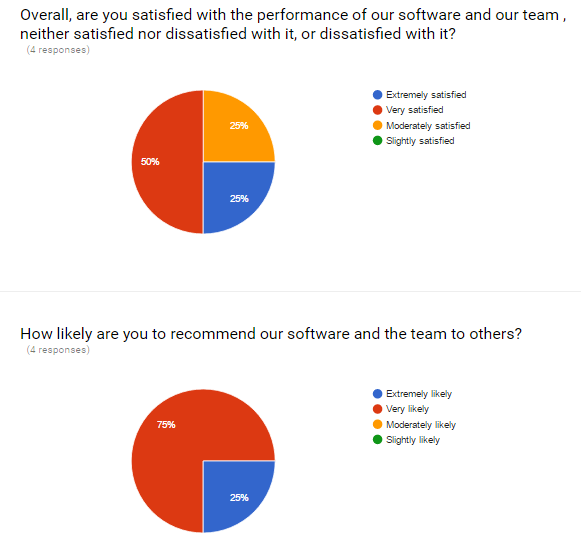 Overall, are you satisfied with the performance of our software and our team ,
neither satisfied nor dissatisfied with it, or dissatisfied with it?
(4 responses)
Extremely satisfied
Very satisfied
Moderately satisfied
Slightly satisfied
25%
50%
25%
How likely are you to recommend our software and the team to others?
(4 responses)
Extremely likely
Very likely
Moderately likely
Slightly likely
75%
25%